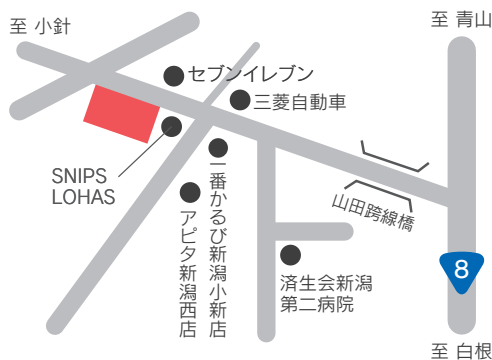 至 小針
至 青山
セブンイレブン
三菱自動車
SNIPS
LOHAS
一番かるび新潟小新店
アピタ新潟西店
山田跨線橋
済生会新潟
第二病院
8
至 白根